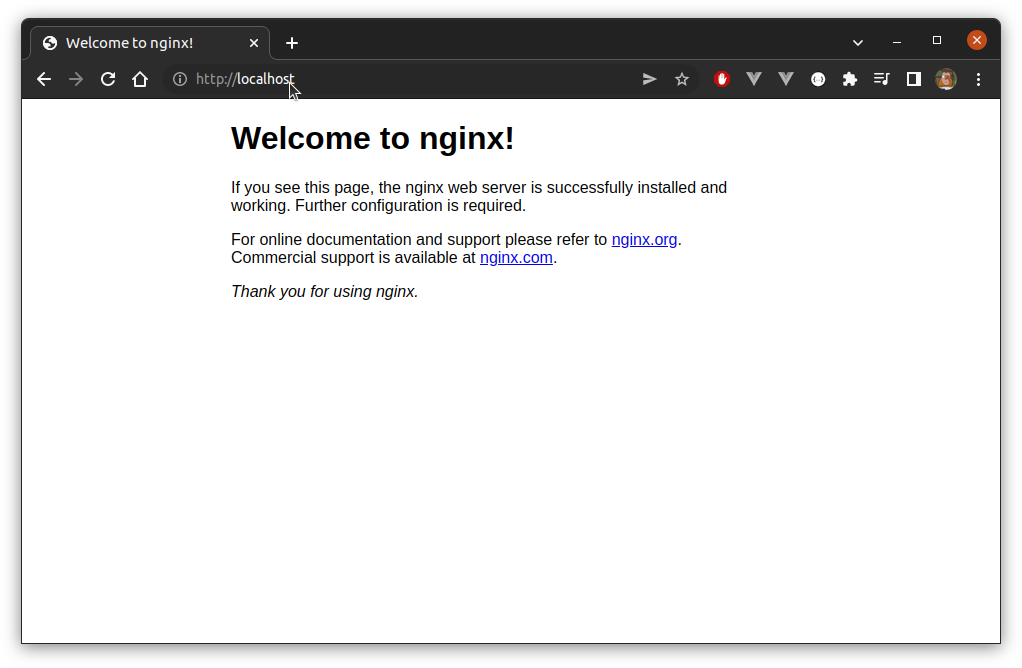 Welcome to nginx!
http://localhost
Welcome to nginx!
If you see this page, the nginx web server is successfully installed and
working. Further configuration is required.
For online documentation and support please refer to nginx.org.
Commercial support is available at nginx.com.
Thank you for using nginx.